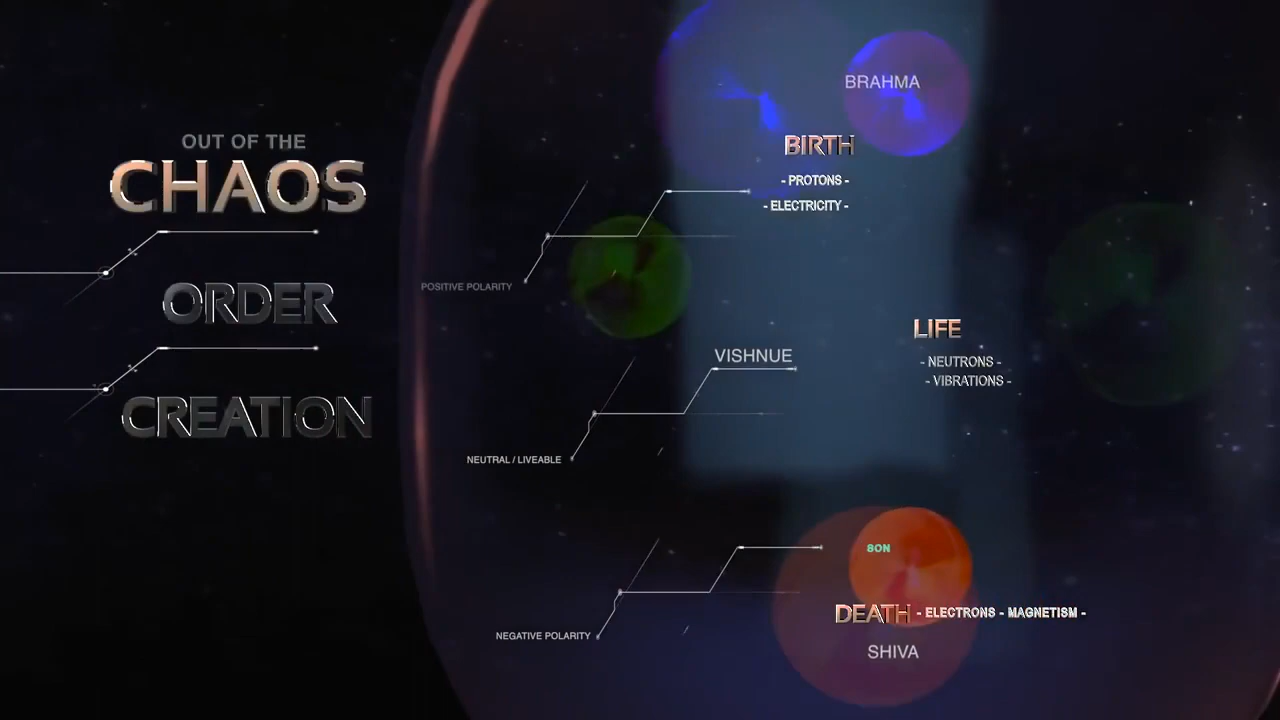 OUT OF THE
CHAOS
ORDER
CREATION
BRAHMA
BIRTH
- PROTONS -
- ELECTRICITY -
POSITIVE POLARITY
LIFE
- NEUTRONS -
- VIBRATIONS -
VISHNUE
NEUTRAL / LIVEABLE
SON
DEATH - ELECTRONS - MAGNETISM -
NEGATIVE POLARITY
SHIVA